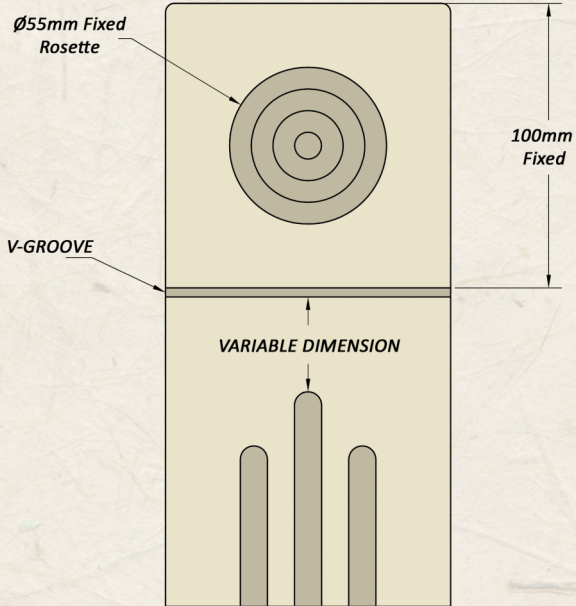 Ø55mm Fixed
Rosette
100mm
Fixed
V-GROOVE
VARIABLE DIMENSION